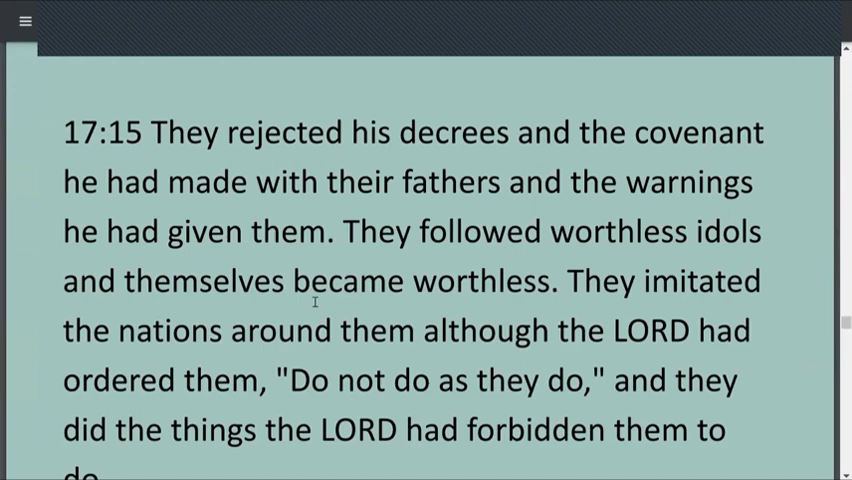 17:15 They rejected his decrees and the covenant
he had made with their fathers and the warnings
he had given them. They followed worthless idols
and themselves became worthless. They imitated
the nations around them although the LORD had
ordered them, "Do not do as they do," and they
did the things the LORD had forbidden them to
do